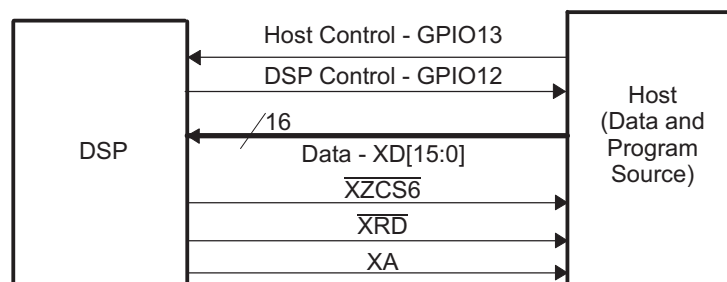 Host Control - GPIO13
DSP Control - GPIO12
16
Data - XD[15:0]
XZCS6
XRD
XA
DSP
Host
(Data and
Program
Source)